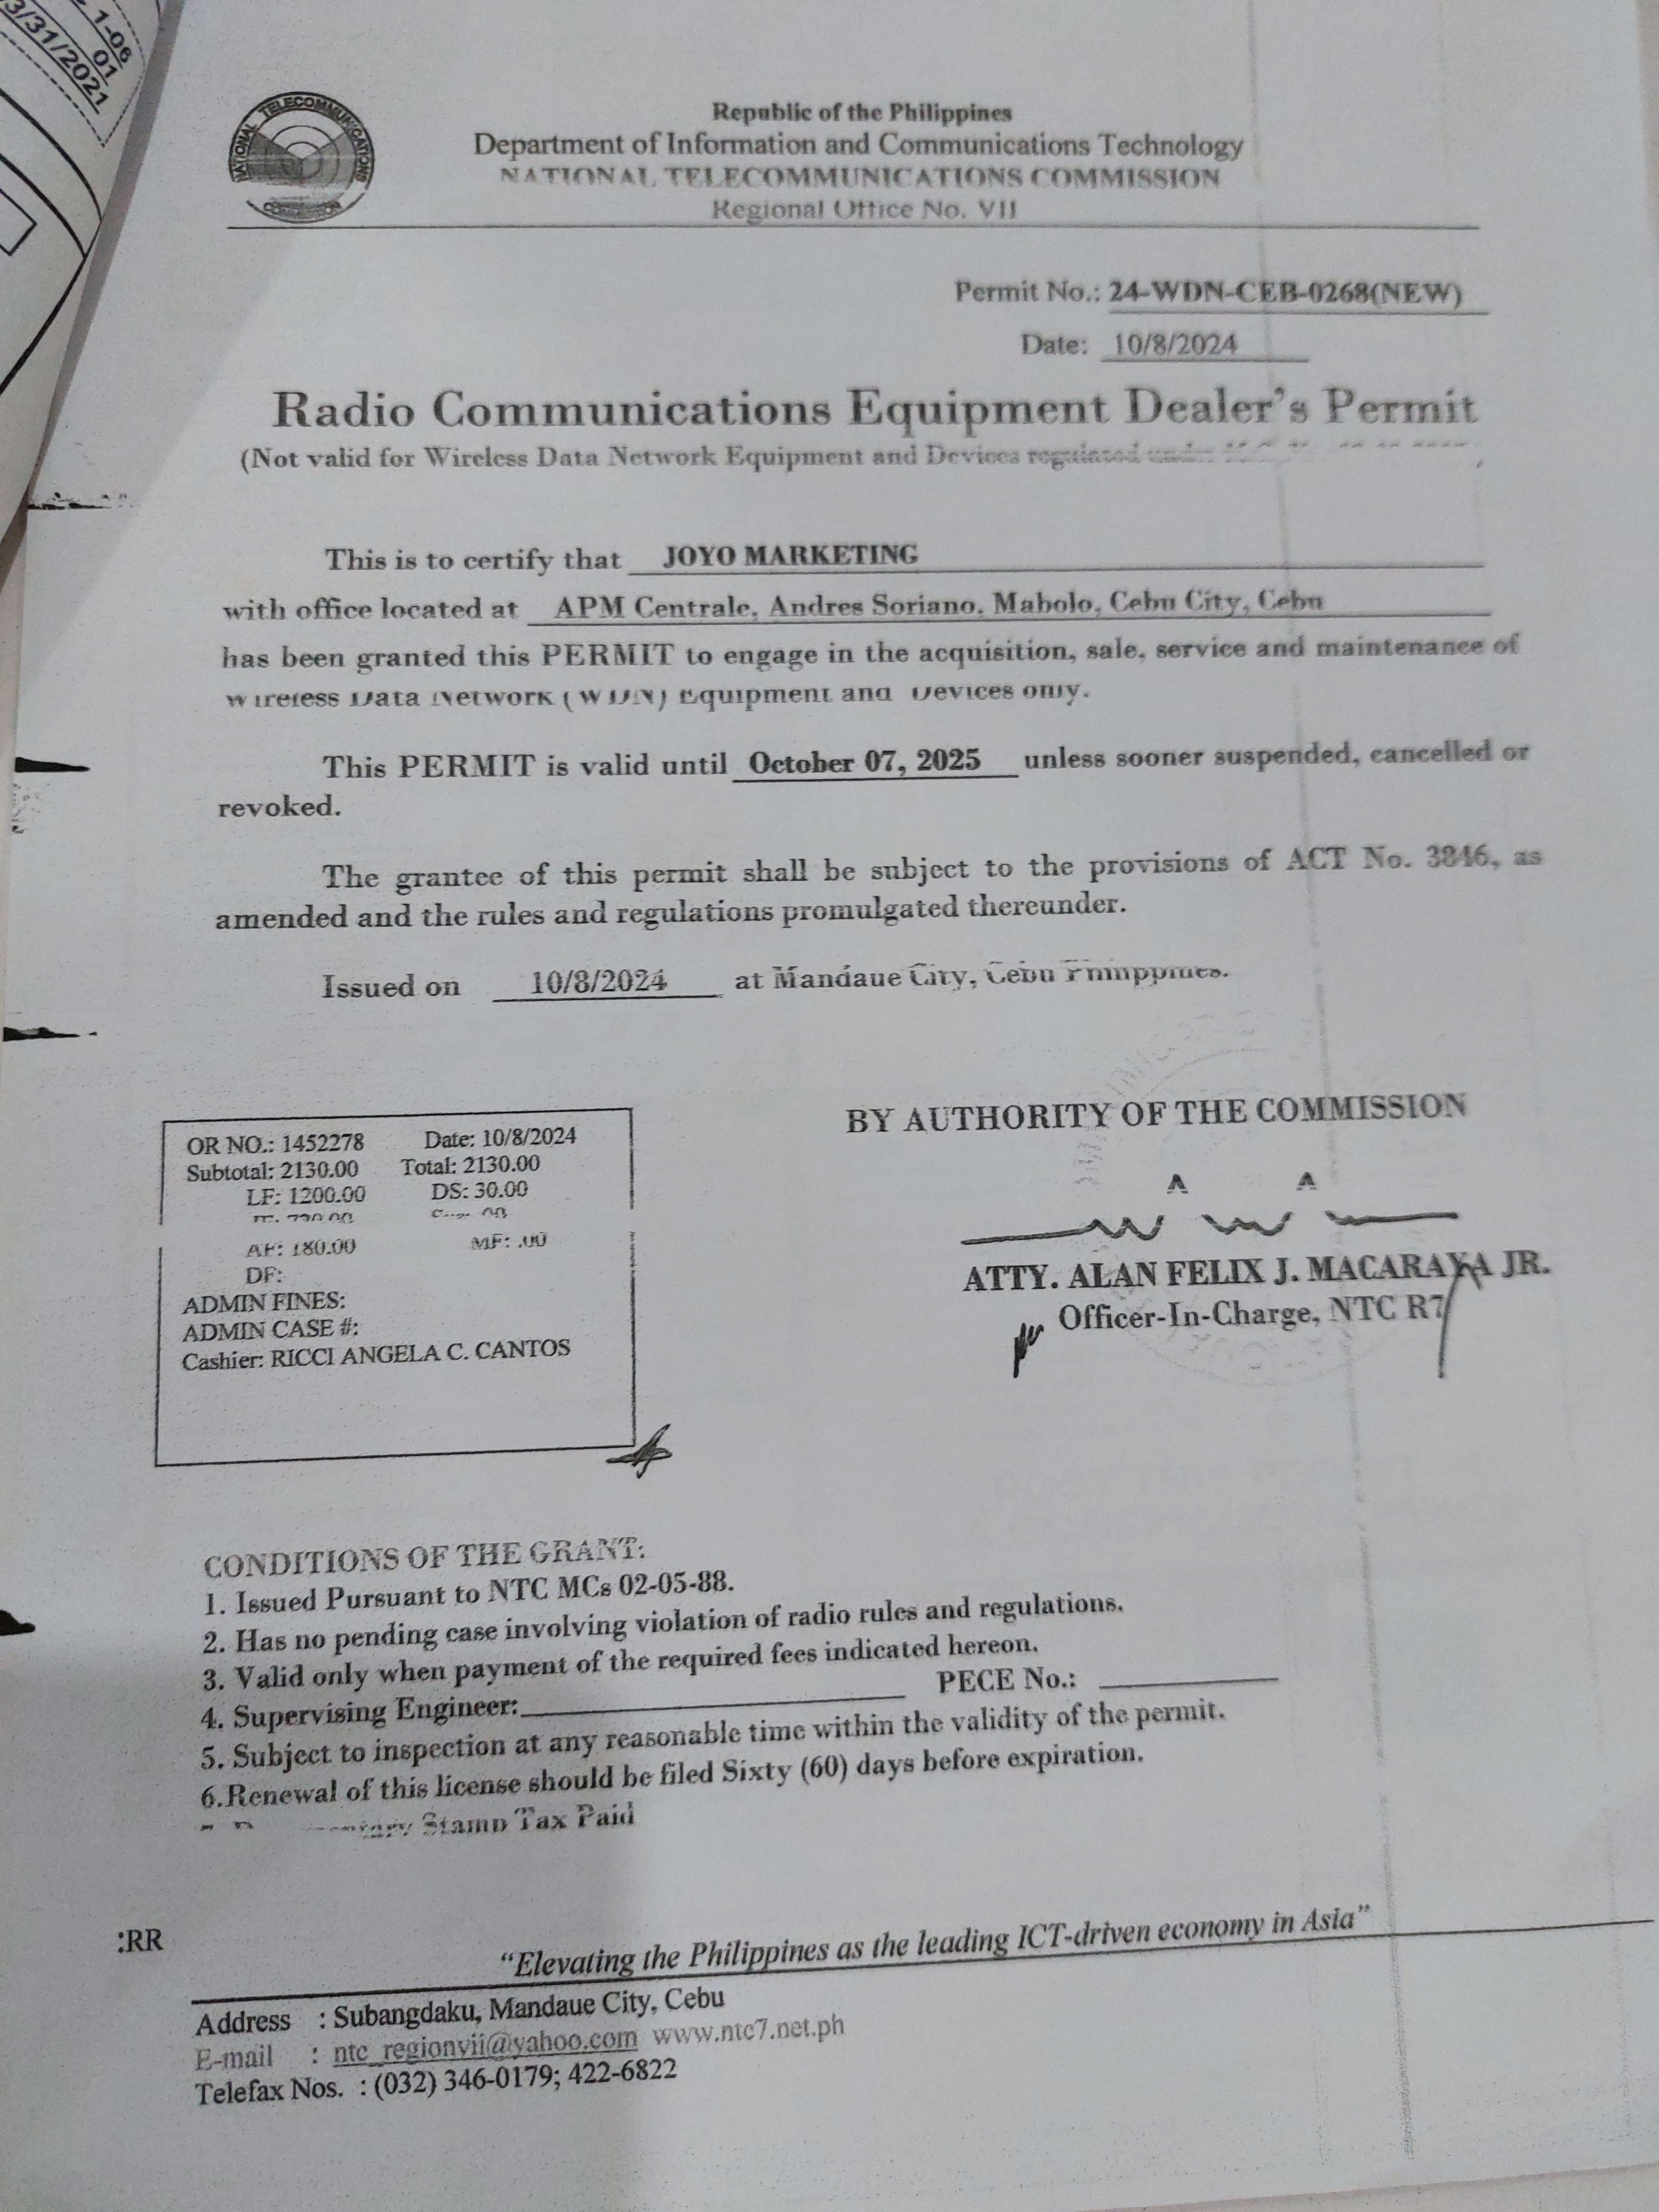 1-06
01
3/31/2021
NATIONAL TELECOMMUNICATIONS
COMMISSION
Republic of the Philippines
Department of Information and Communications Technology
NATIONAL TELECOMMUNICATIONS COMMISSION
Regional Office No. VII
Permit No.: 24-WDN-CEB-0268(NEW)
Date: 10/8/2024
Radio Communications Equipment Dealer's Permit
(Not valid for Wireless Data Network Equipment and Devices regulated under
This is to certify that JOYO MARKETING
with office located at APM Centrale, Andres Soriano, Mabolo, Cebu City, Cebu
has been granted this PERMIT to engage in the acquisition, sale, service and maintenance of
Wireless Data Network (WDN) Equipment and Devices only.
This PERMIT is valid until October 07, 2025 unless sooner suspended, cancelled or
revoked.
The grantee of this permit shall be subject to the provisions of ACT No. 3846, as
amended and the rules and regulations promulgated thereunder.
Issued on 10/8/2024 at Mandaue City, Cebu Philippines.
BY AUTHORITY OF THE COMMISSION
OR NO.: 1452278 Date: 10/8/2024
Subtotal: 2130.00 Total: 2130.00
LF: 1200.00 DS: 30.00
720.00 .00
AF: 180.00 MF: .00
DF:
ADMIN FINES:
ADMIN CASE #:
Cashier: RICCI ANGELA C. CANTOS
ATTY. ALAN FELIX J. MACARAYA JR.
Officer-In-Charge, NTC R7
CONDITIONS OF THE GRANT:
1. Issued Pursuant to NTC MCs 02-05-88.
2. Has no pending case involving violation of radio rules and regulations.
3. Valid only when payment of the required fees indicated hereon.
4. Supervising Engineer: PECE No.:
5. Subject to inspection at any reasonable time within the validity of the permit.
6.Renewal of this license should be filed Sixty (60) days before expiration.
Stamp Tax Paid
:RR
“Elevating the Philippines as the leading ICT-driven economy in Asia”
Address : Subangdaku, Mandaue City, Cebu
E-mail : ntc_regionvii@yahoo.com www.ntc7.net.ph
Telefax Nos. : (032) 346-0179; 422-6822